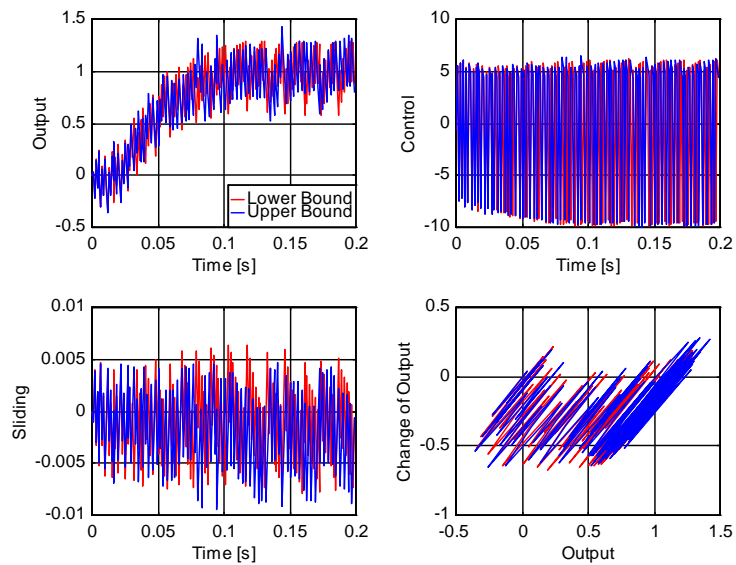 1.5
1
0.5
0
-0.5
Output
0 0.05 0.1 0.15 0.2
Time [s]
Lower Bound
Upper Bound
10
5
0
-5
-10
Control
0 0.05 0.1 0.15 0.2
Time [s]
0.01
0.005
0
-0.005
-0.01
Sliding
0 0.05 0.1 0.15 0.2
Time [s]
0.5
0
-0.5
-1
Change of Output
-0.5 0 0.5 1 1.5
Output